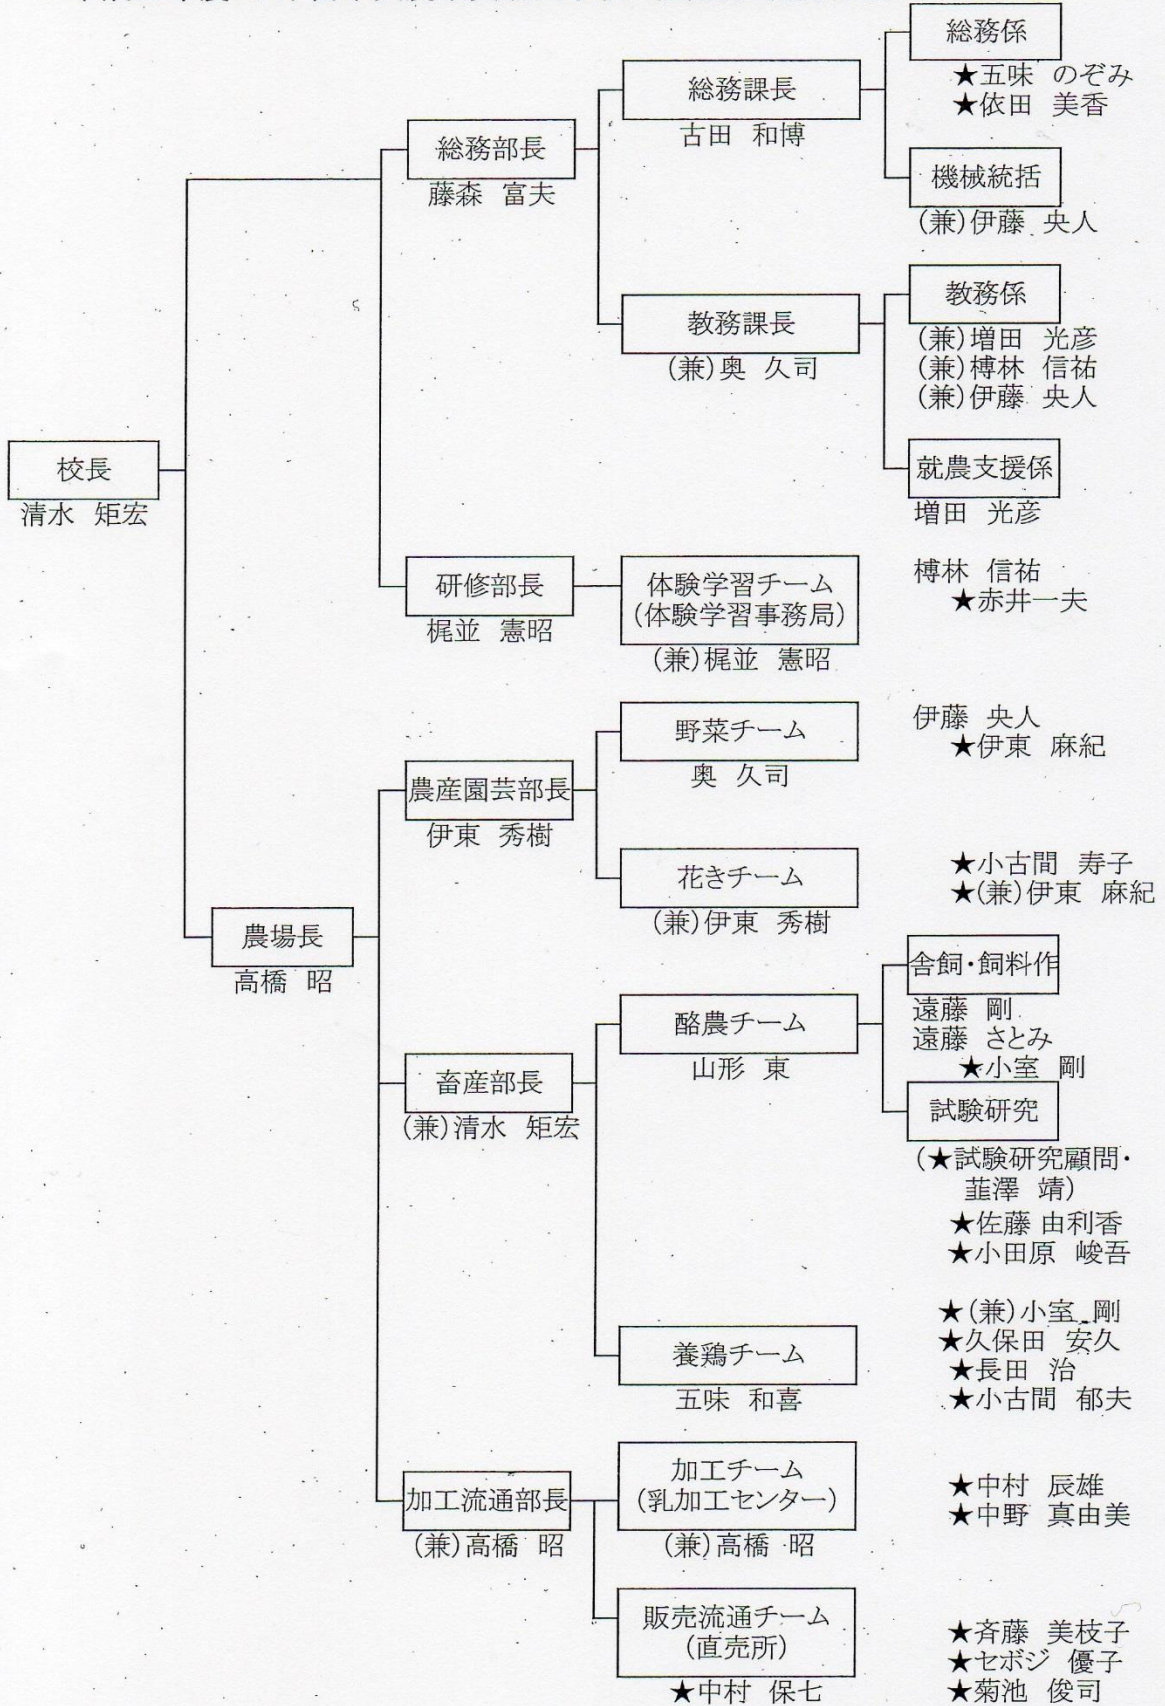 総務係
★五味 のぞみ
★依田 美香
総務課長
古田 和博
総務部長
藤森 富夫
機械統括
(兼)伊藤 央人
教務係
(兼)増田 光彦
(兼)榑林 信祐
(兼)伊藤 央人
教務課長
(兼)奥 久司
就農支援係
増田 光彦
校長
清水 矩宏
研修部長
梶並 憲昭
体験学習チーム
(体験学習事務局)
(兼)梶並 憲昭
榑林 信祐
★赤井一夫
野菜チーム
奥 久司
伊藤 央人
★伊東 麻紀
農産園芸部長
伊東 秀樹
花きチーム
(兼)伊東 秀樹
★小古間 寿子
★(兼)伊東 麻紀
農場長
高橋 昭
舎飼・飼料作
遠藤 剛
遠藤 さとみ
★小室 剛
酪農チーム
山形 東
畜産部長
(兼)清水 矩宏
試験研究
(★試験研究顧問・
韮澤 靖)
★佐藤 由利香
★小田原 峻吾
養鶏チーム
五味 和喜
★(兼)小室 剛
★久保田 安久
★長田 治
★小古間 郁夫
加工流通部長
(兼)高橋 昭
加工チーム
(乳加工センター)
(兼)高橋 昭
★中村 辰雄
★中野 真由美
販売流通チーム
(直売所)
★中村 保七
★斉藤 美枝子
★セボジ 優子
★菊池 俊司